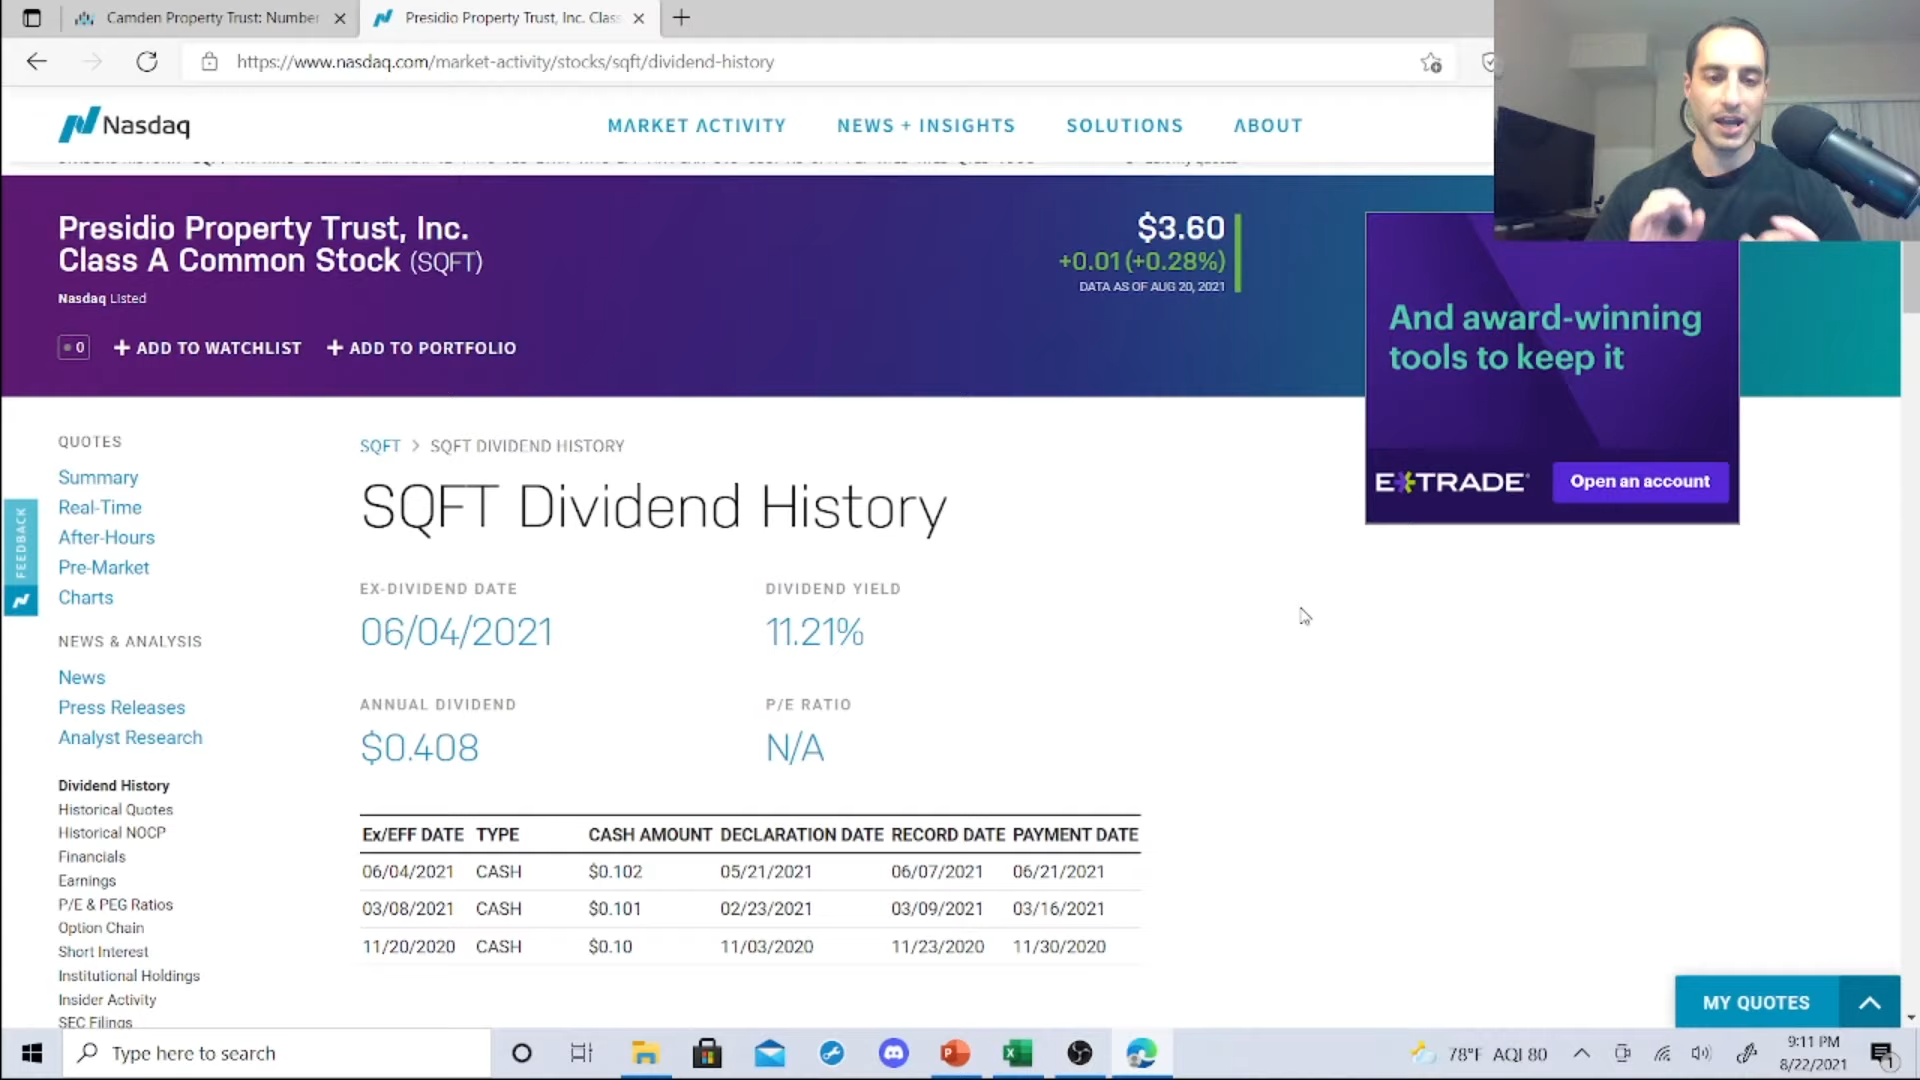 Camden Property Trust: Number
Presidio Property Trust, Inc. Class
https://www.nasdaq.com/market-activity/stocks/sqft/dividend-history
Nasdaq
MARKET ACTIVITY
NEWS + INSIGHTS
SOLUTIONS
ABOUT
Presidio Property Trust, Inc.
Class A Common Stock (SQFT)
Nasdaq Listed
0
+ ADD TO WATCHLIST
+ ADD TO PORTFOLIO
$3.60
+0.01 (+0.28%)
DATA AS OF AUG 20, 2021
And award-winning
tools to keep it
E*TRADE
Open an account
FEEDBACK
QUOTES
Summary
Real-Time
After-Hours
Pre-Market
Charts
NEWS & ANALYSIS
News
Press Releases
Analyst Research
Dividend History
Historical Quotes
Historical NOCP
Financials
Earnings
P/E & PEG Ratios
Option Chain
Short Interest
Institutional Holdings
Insider Activity
SEC Filings
SQFT > SQFT DIVIDEND HISTORY
SQFT Dividend History
EX-DIVIDEND DATE
06/04/2021
DIVIDEND YIELD
11.21%
ANNUAL DIVIDEND
$0.408
P/E RATIO
N/A
Ex/EFF DATE TYPE CASH AMOUNT DECLARATION DATE RECORD DATE PAYMENT DATE
06/04/2021 CASH $0.102 05/21/2021 06/07/2021 06/21/2021
03/08/2021 CASH $0.101 02/23/2021 03/09/2021 03/16/2021
11/20/2020 CASH $0.10 11/03/2020 11/23/2020 11/30/2020
MY QUOTES
Type here to search
78°F AQI 80
9:11 PM
8/22/2021
1